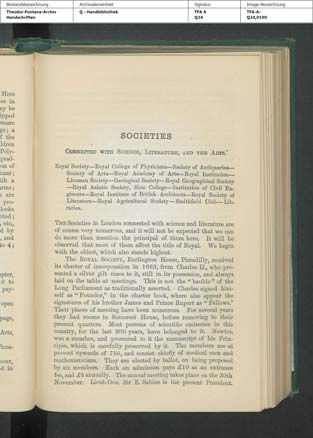 Bestandsbezeichnung Archivaleinheit Signatur Image-Bezeichnung
Theodor-Fontane-Archiv Q - Handbibliothek TFA A TFA-A-
Handschriften Q24 Q24,0190
SOCIETIES
CONNECTED WITH SCIENCE, LITERATURE, AND THE ARTS.
Royal Society—Royal College of Physicians—Society of Antiquaries—
Society of Arts—Royal Academy of Arts—Royal Institution—
Linnean Society—Geological Society—Royal Geographical Society
—Royal Asiatic Society, Sion College—Institution of Civil En-
gineers—Royal Institute of British Architects—Royal Society of
Literature—Royal Agricultural Society—Smithfield Club—Lib-
raries.
THE Societies in London connected with science and literature are
of course very numerous, and it will not be expected that we can
do more than mention the principal of them here. It will be
observed that most of them affect the title of Royal. We begin
with the oldest, which also stands highest.
The ROYAL SOCIETY, Burlington House, Piccadilly, received
its charter of incorporation in 1663, from Charles II., who pre-
sented a silver gilt mace to it, still in its possession, and always
laid on the table at meetings. This is not the "bauble" of the
Long Parliament as traditionally asserted. Charles signed him-
self as "Founder," in the charter book, where also appear the
signatures of his brother James and Prince Rupert as "Fellows."
Their places of meeting have been numerous. For several years
they had rooms in Somerset House, before removing to their
present quarters. Most persons of scientific eminence in this
country, for the last 200 years, have belonged to it. Newton
was a member, and presented to it the manuscript of his Prin-
cipia, which is carefully preserved by it. The members are at
present upwards of 750, and consist chiefly of medical men and
mathematicians. They are elected by ballot, on being proposed
by six members. Each on admission pays £10 as an entrance
fee, and £4 annually. The annual meeting takes place on the 30th
November. Lieut.-Gen. Sir E. Sabine is the present President,